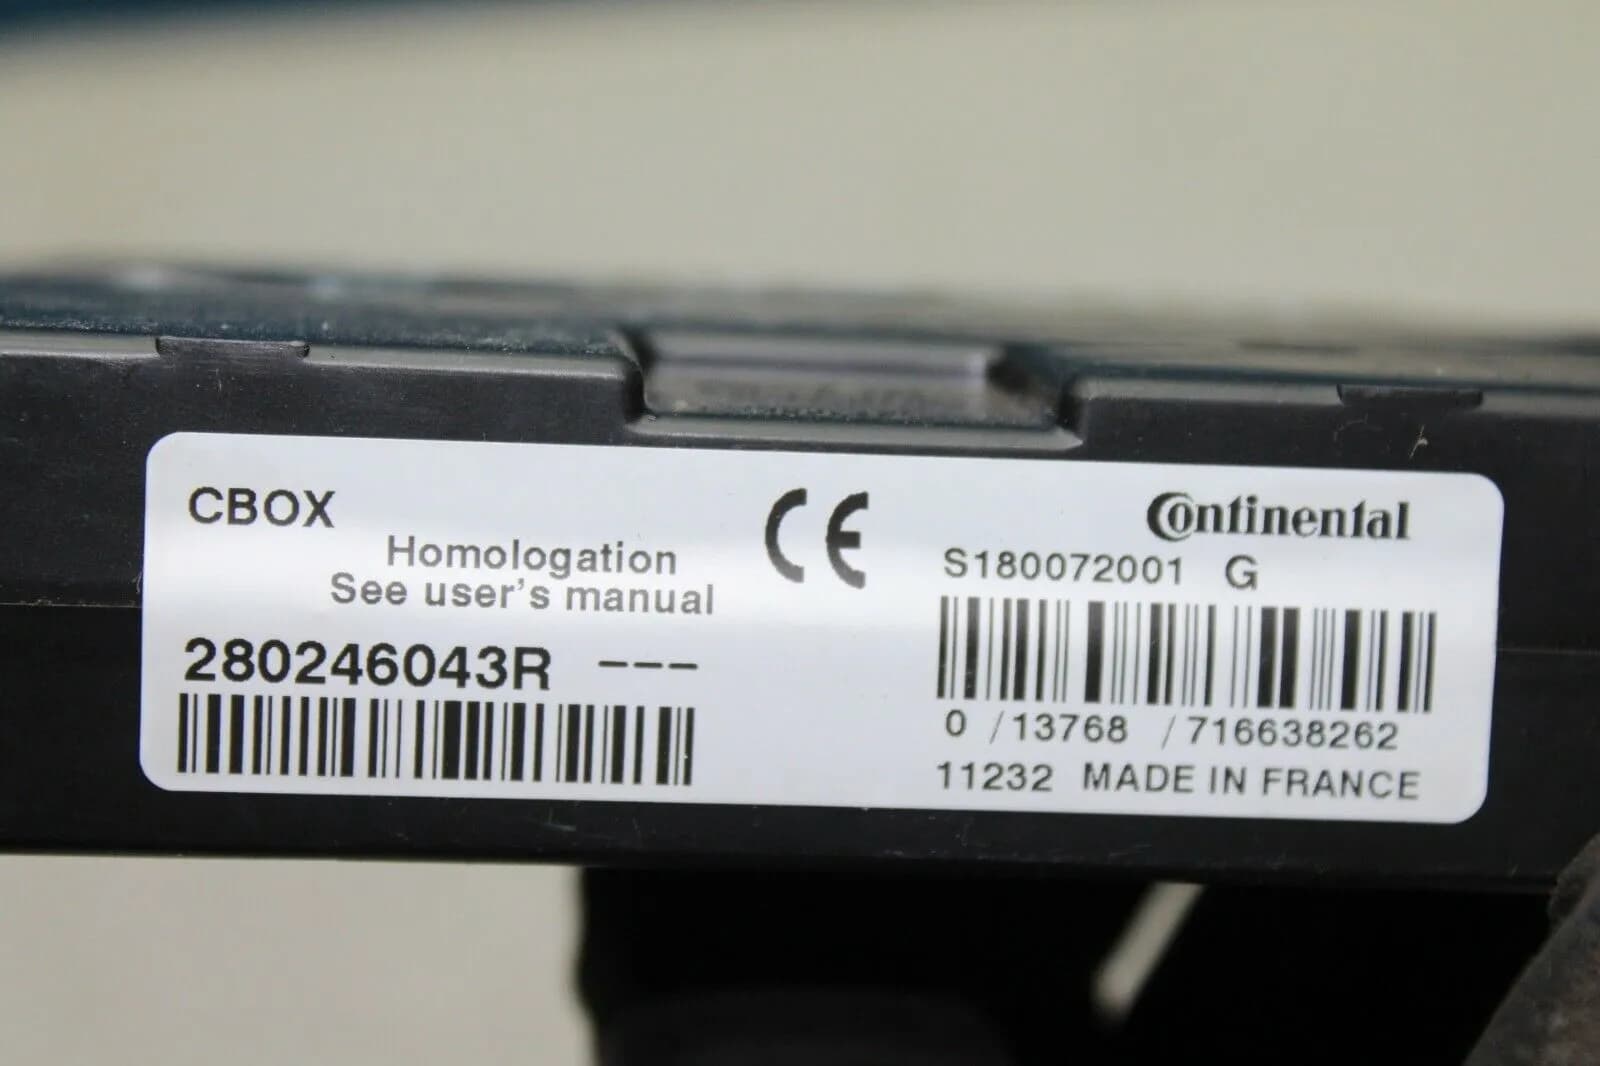 CBOX
Homologation
See user's manual
280246043R ---
CE
Continental
S180072001 G
0 /13768 /716638262
11232 MADE IN FRANCE